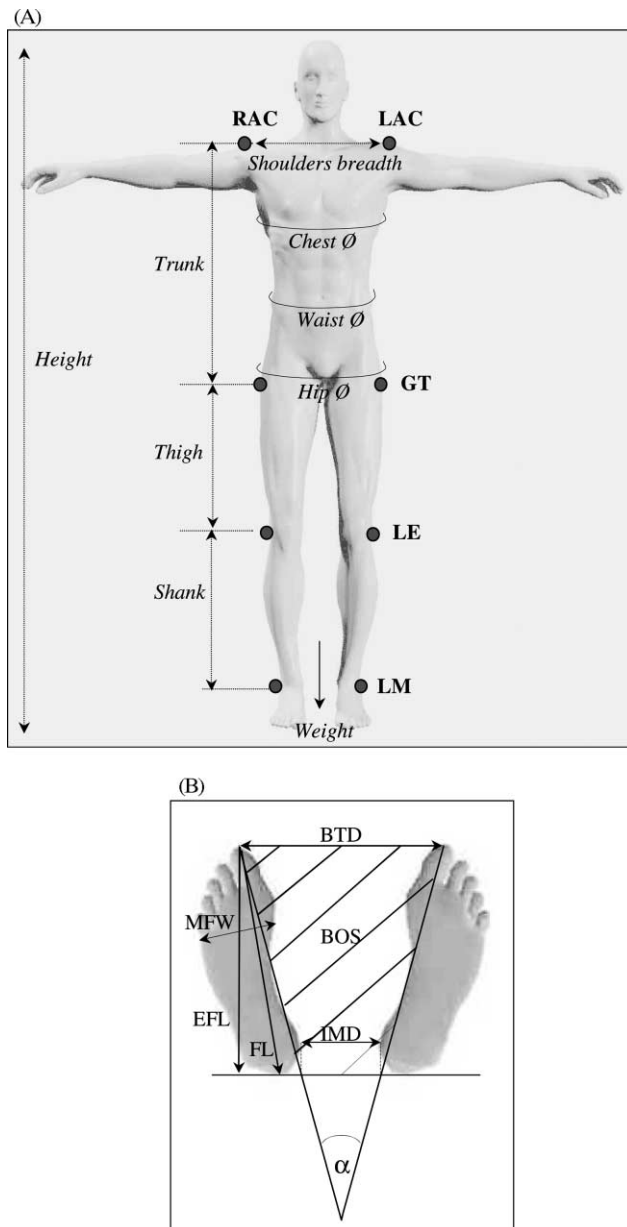 (A)
RAC
LAC
Shoulders breadth
Chest Ø
Trunk
Waist Ø
Height
Hip Ø
GT
Thigh
LE
Shank
LM
Weight
(B)
BTD
MFW
BOS
EFL
FL
IMD
α